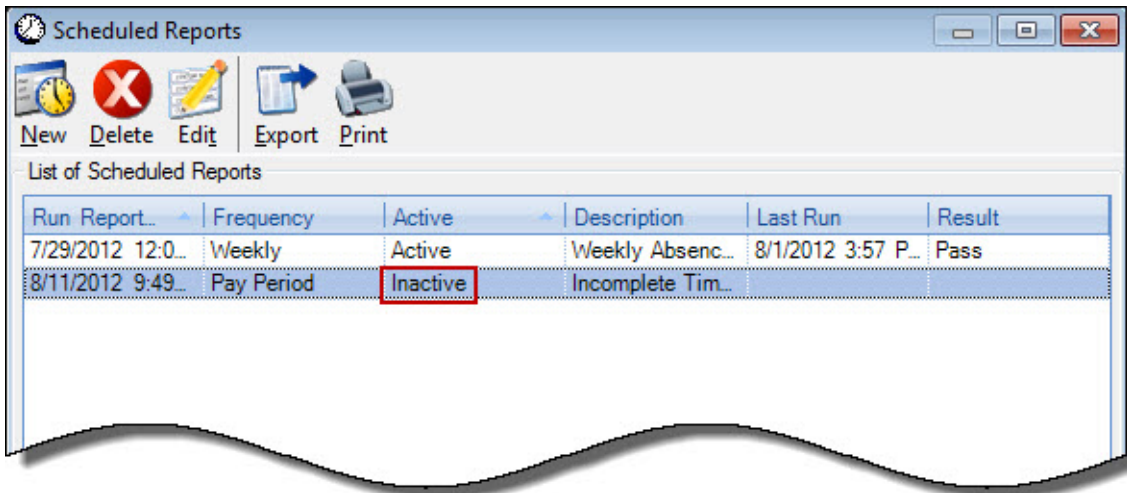 Scheduled Reports
New Delete Edit Export Print
List of Scheduled Reports
Run Report... Frequency Active Description Last Run Result
7/29/2012 12:0... Weekly Active Weekly Absenc... 8/1/2012 3:57 P... Pass
8/11/2012 9:49... Pay Period Inactive Incomplete Tim...